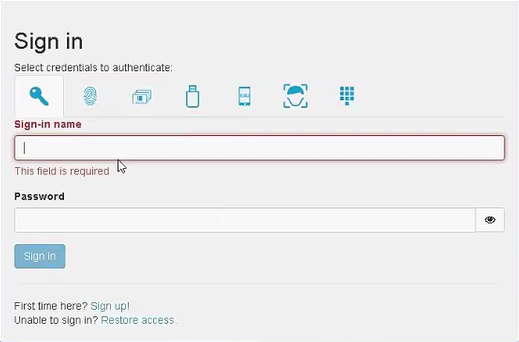 Sign in
Select credentials to authenticate:
Sign-in name
This field is required
Password
Sign in
First time here? Sign up!
Unable to sign in? Restore access.